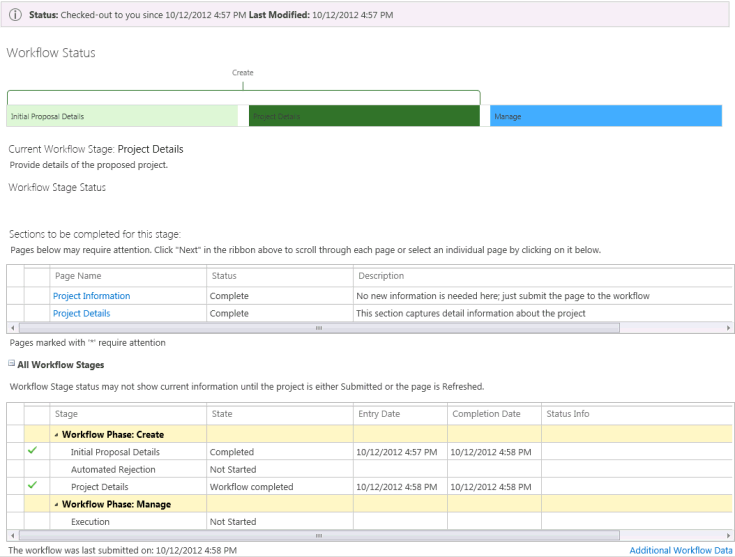 Status: Checked-out to you since 10/12/2012 4:57 PM Last Modified: 10/12/2012 4:57 PM
Workflow Status
Create
Initial Proposal Details Project Details Manage
Current Workflow Stage: Project Details
Provide details of the proposed project.
Workflow Stage Status
Sections to be completed for this stage:
Pages below may require attention. Click "Next" in the ribbon above to scroll through each page or select an individual page by clicking on it below.
Page Name Status Description
Project Information Complete No new information is needed here; just submit the page to the workflow
Project Details Complete This section captures detail information about the project
Pages marked with '*' require attention
All Workflow Stages
Workflow Stage status may not show current information until the project is either Submitted or the page is Refreshed.
Stage State Entry Date Completion Date Status Info
Workflow Phase: Create
Initial Proposal Details Completed 10/12/2012 4:57 PM 10/12/2012 4:58 PM
Automated Rejection Not Started
Project Details Workflow completed 10/12/2012 4:58 PM 10/12/2012 4:58 PM
Workflow Phase: Manage
Execution Not Started
The workflow was last submitted on: 10/12/2012 4:58 PM Additional Workflow Data